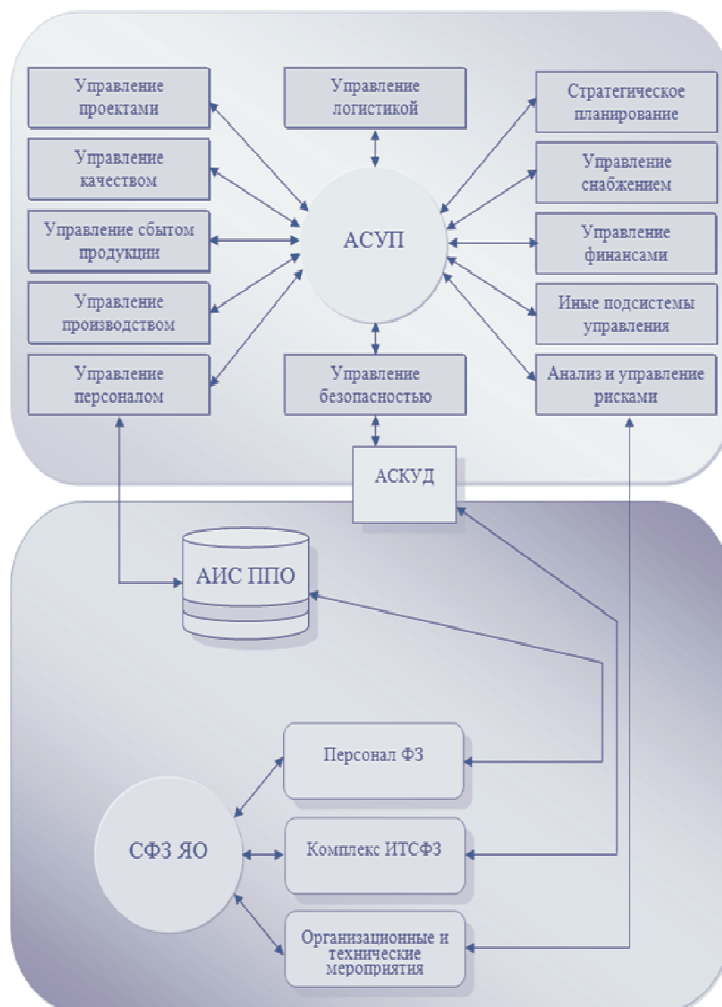 Управление
проектами
Управление
качеством
Управление сбытом
продукции
Управление
производством
Управление
персоналом
Управление
логистикой
АСУП
Управление
безопасностью
АСКУД
Стратегическое
планирование
Управление
снабжением
Управление
финансами
Иные подсистемы
управления
Анализ и управление
рисками
АИС ППО
СФЗ ЯО
Персонал ФЗ
Комплекс ИТСФЗ
Организационные и
технические
мероприятия